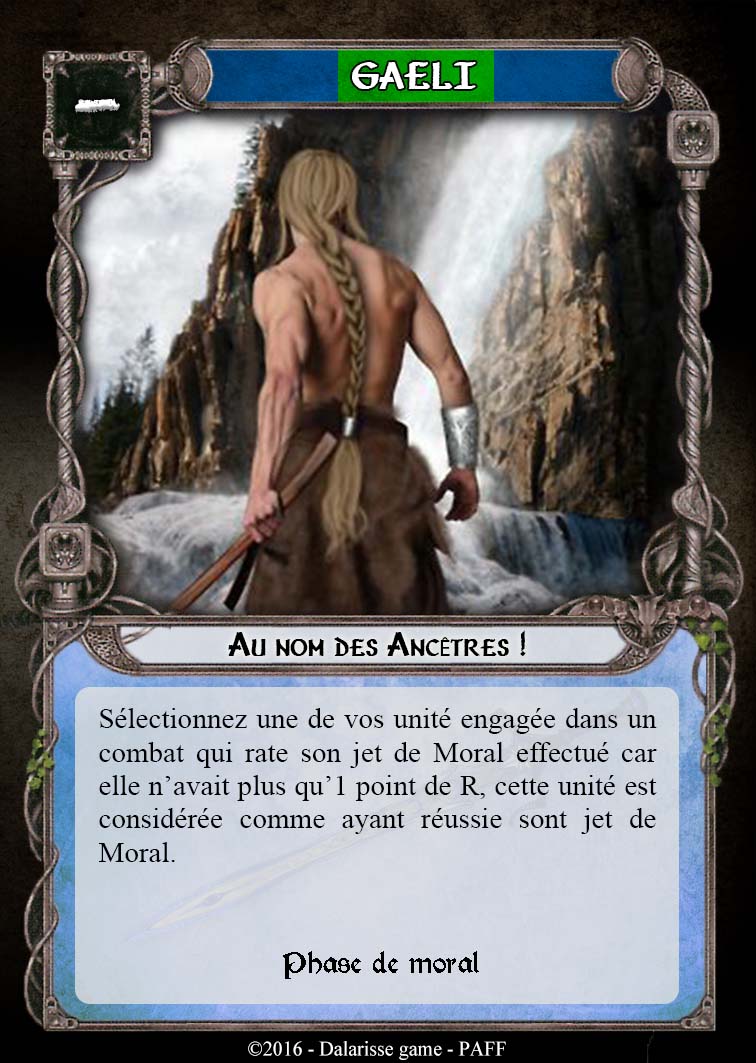 GAELI
Au nom des Ancêtres !
Sélectionnez une de vos unité engagée dans un
combat qui rate son jet de Moral effectué car
elle n’avait plus qu’1 point de R, cette unité est
considérée comme ayant réussie sont jet de
Moral.
Phase de moral
©2016 - Dalarisse game - PAFF